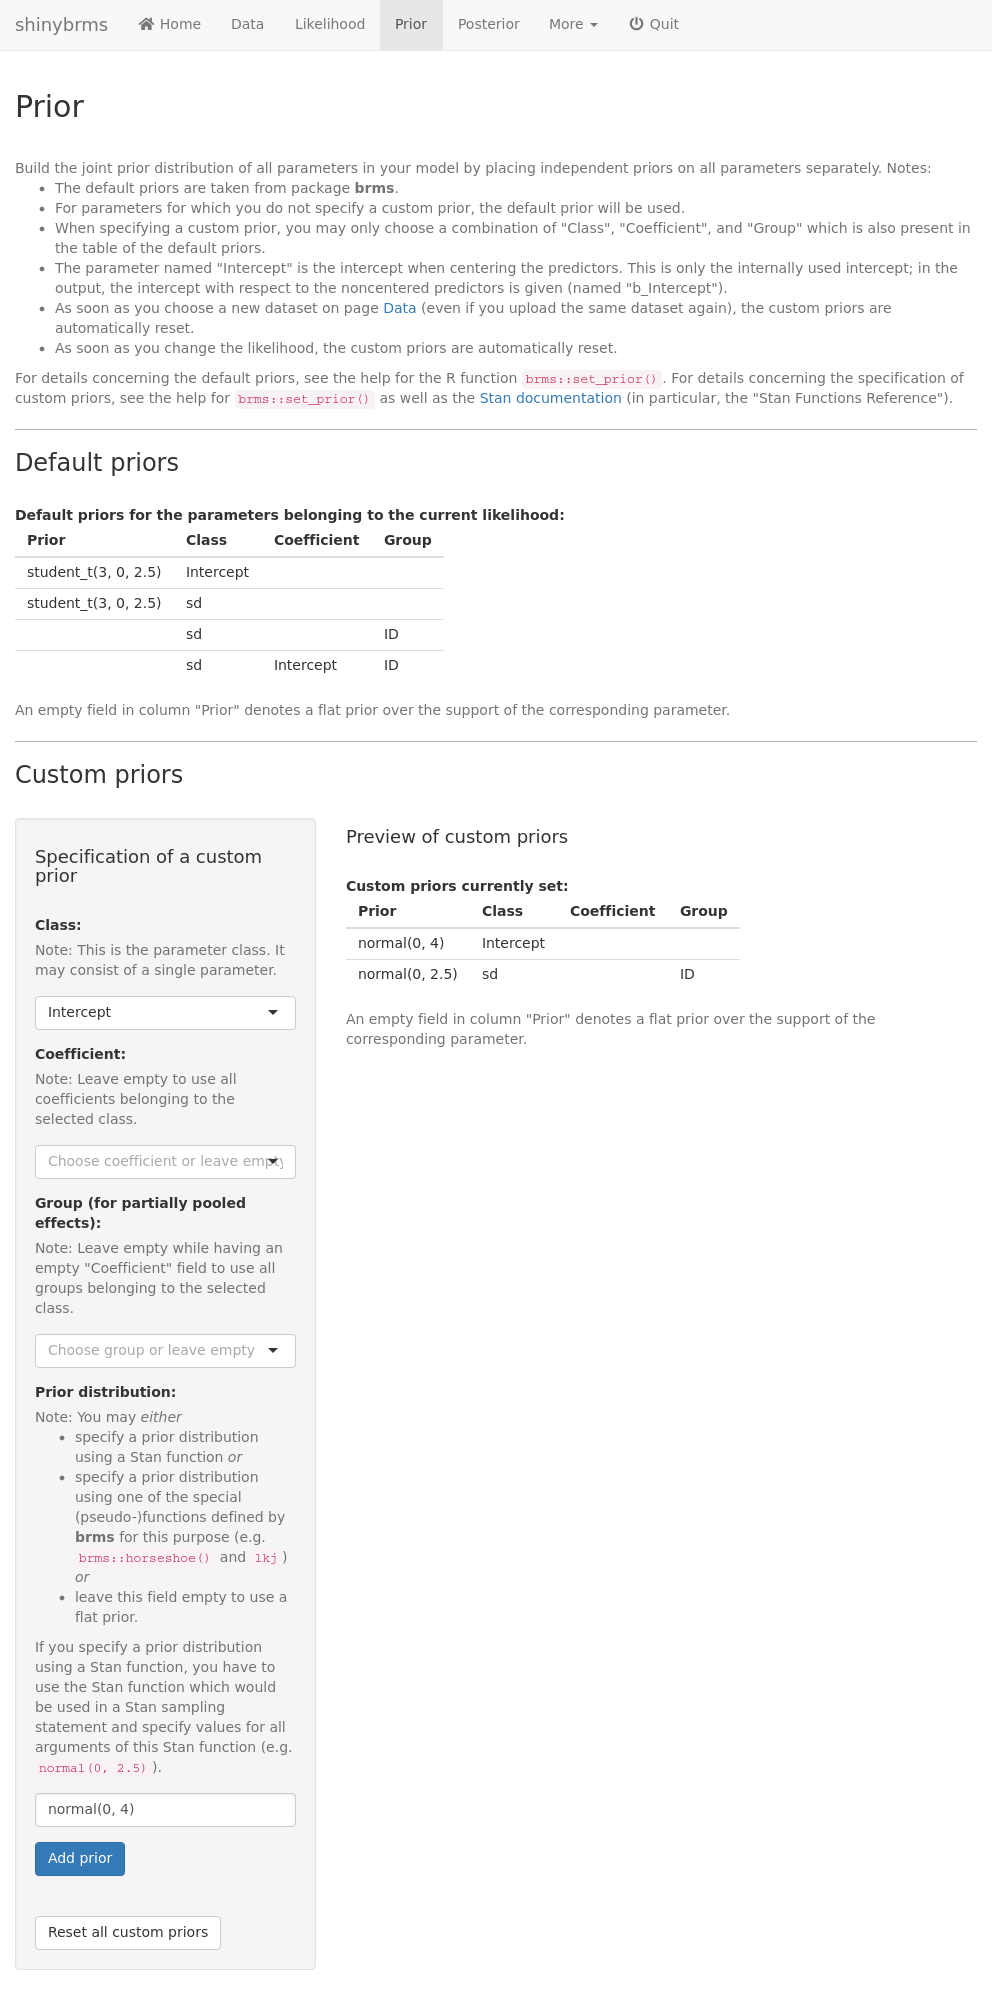 shinybrms Home Data Likelihood Prior Posterior More Quit
Prior
Build the joint prior distribution of all parameters in your model by placing independent priors on all parameters separately. Notes:
• The default priors are taken from package brms.
• For parameters for which you do not specify a custom prior, the default prior will be used.
• When specifying a custom prior, you may only choose a combination of "Class", "Coefficient", and "Group" which is also present in
the table of the default priors.
• The parameter named "Intercept" is the intercept when centering the predictors. This is only the internally used intercept; in the
output, the intercept with respect to the noncentered predictors is given (named "b_Intercept").
• As soon as you choose a new dataset on page Data (even if you upload the same dataset again), the custom priors are
automatically reset.
• As soon as you change the likelihood, the custom priors are automatically reset.
For details concerning the default priors, see the help for the R function brms::set_prior(). For details concerning the specification of
custom priors, see the help for brms::set_prior() as well as the Stan documentation (in particular, the "Stan Functions Reference").
Default priors
Default priors for the parameters belonging to the current likelihood:
Prior Class Coefficient Group
student_t(3, 0, 2.5) Intercept
student_t(3, 0, 2.5) sd
sd ID
sd Intercept ID
An empty field in column "Prior" denotes a flat prior over the support of the corresponding parameter.
Custom priors
Specification of a custom
prior
Class:
Note: This is the parameter class. It
may consist of a single parameter.
Intercept
Coefficient:
Note: Leave empty to use all
coefficients belonging to the
selected class.
Choose coefficient or leave empty
Group (for partially pooled
effects):
Note: Leave empty while having an
empty "Coefficient" field to use all
groups belonging to the selected
class.
Choose group or leave empty
Prior distribution:
Note: You may either
• specify a prior distribution
using a Stan function or
• specify a prior distribution
using one of the special
(pseudo-)functions defined by
brms for this purpose (e.g.
brms::horseshoe() and lkj)
or
• leave this field empty to use a
flat prior.
If you specify a prior distribution
using a Stan function, you have to
use the Stan function which would
be used in a Stan sampling
statement and specify values for all
arguments of this Stan function (e.g.
normal(0, 2.5)).
normal(0, 4)
Add prior
Reset all custom priors
Preview of custom priors
Custom priors currently set:
Prior Class Coefficient Group
normal(0, 4) Intercept
normal(0, 2.5) sd ID
An empty field in column "Prior" denotes a flat prior over the support of the
corresponding parameter.